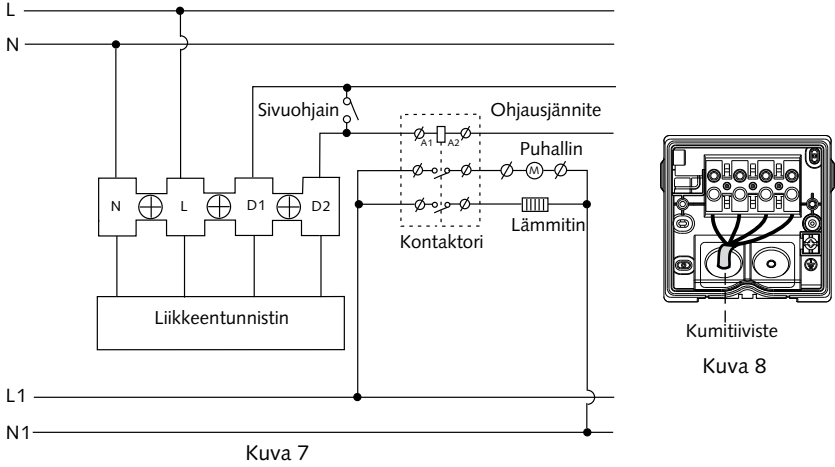 L
N
Sivuohjain
Ohjausjännite
A1 A2
Puhallin
M
N L D1 D2
Lämmitin
Kontaktori
Liikkeentunnistin
Kumitiiviste
Kuva 8
L1
N1
Kuva 7